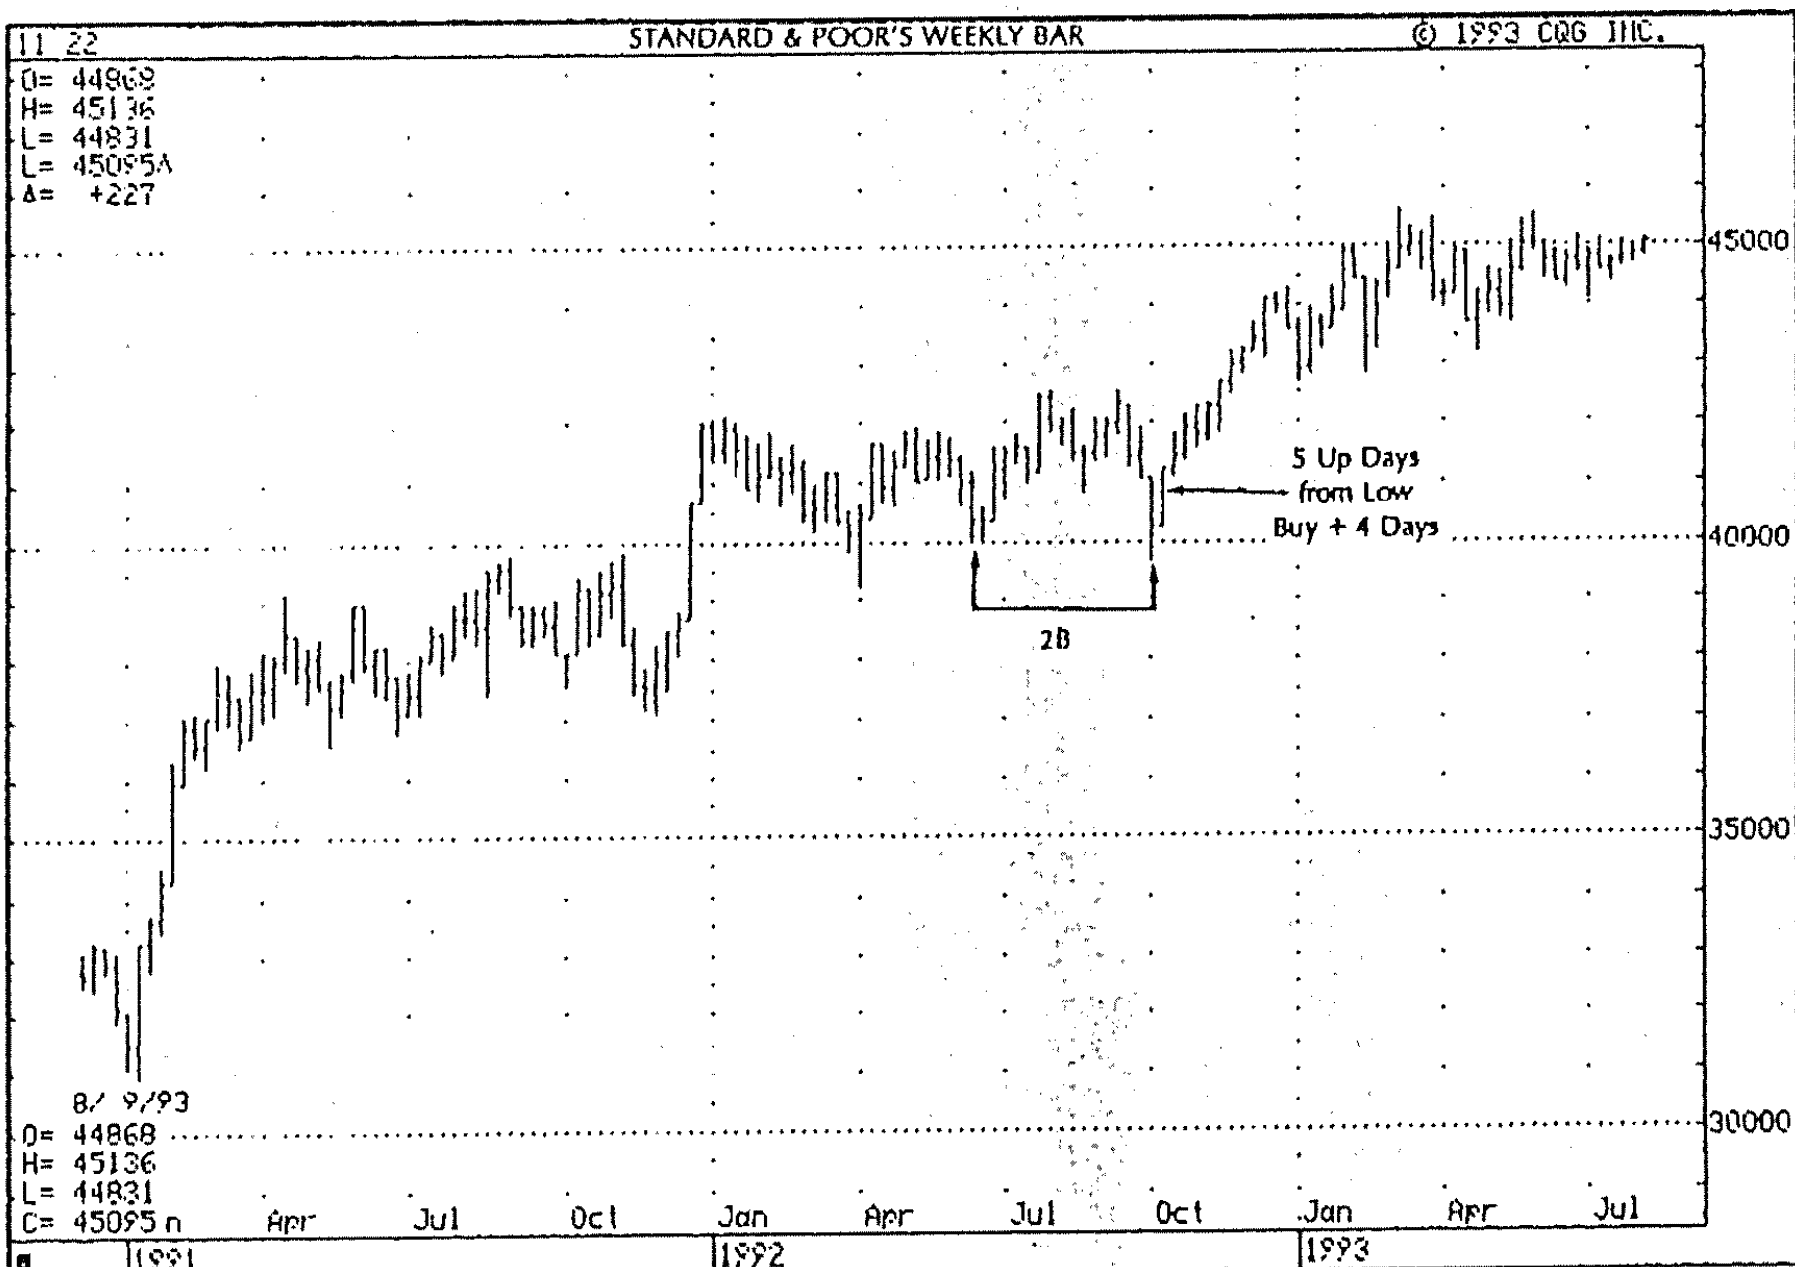 11 22
STANDARD & POOR'S WEEKLY BAR
© 1993 CQG INC.
O= 44868
H= 45136
L= 44831
L= 45095A
Δ= +227
45000
5 Up Days
from Low
Buy + 4 Days
40000
2B
35000
8/ 9/93
O= 44868
30000
H= 45136
L= 44831
C= 45095 n
Apr Jul Oct Jan Apr Jul Oct Jan Apr Jul
1991 1992 1993